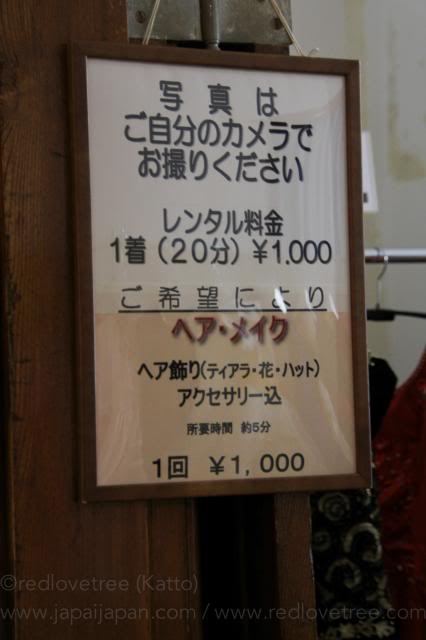 写真は
ご自分のカメラで
お撮りください
レンタル料金
1着（20分）￥1.000
ご希望により
ヘア・メイク
ヘア飾り（ティアラ・花・ハット）
アクセサリー込
所要時間 約5分
1回 ￥1,000
©redlovetree (Katto)
www.japaijapan.com / www.redlovetree.com